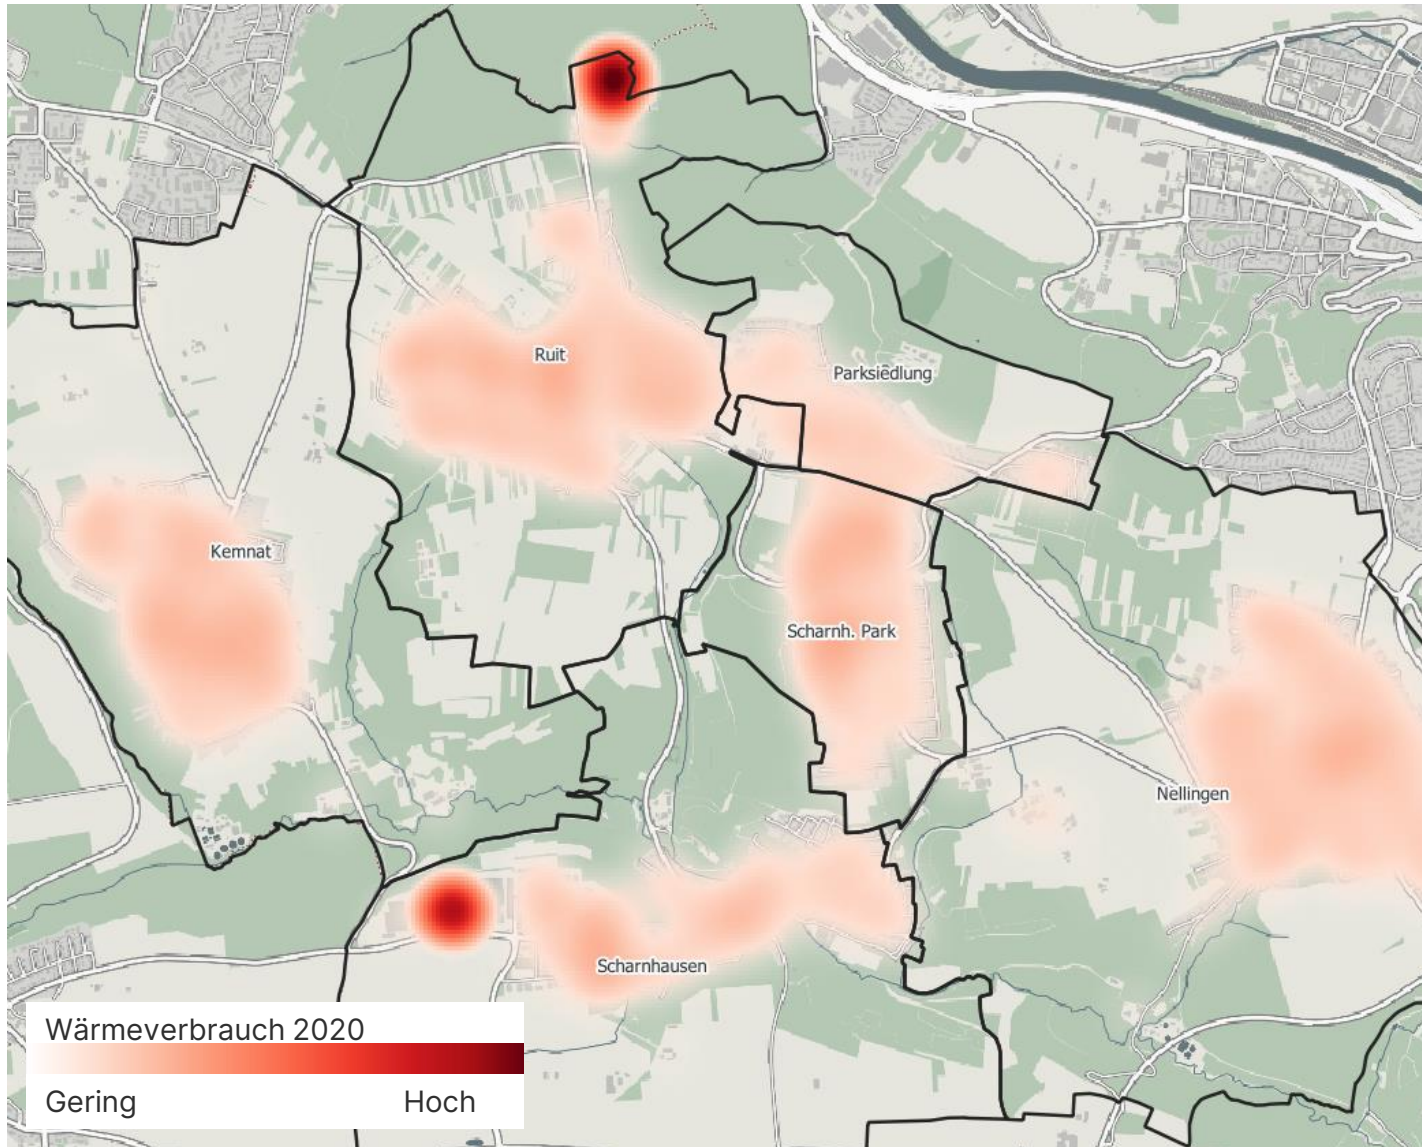 Ruit
Parksiedlung
Kemnat
Scharnh. Park
Nellingen
Scharnhausen
Wärmeverbrauch 2020
Gering Hoch